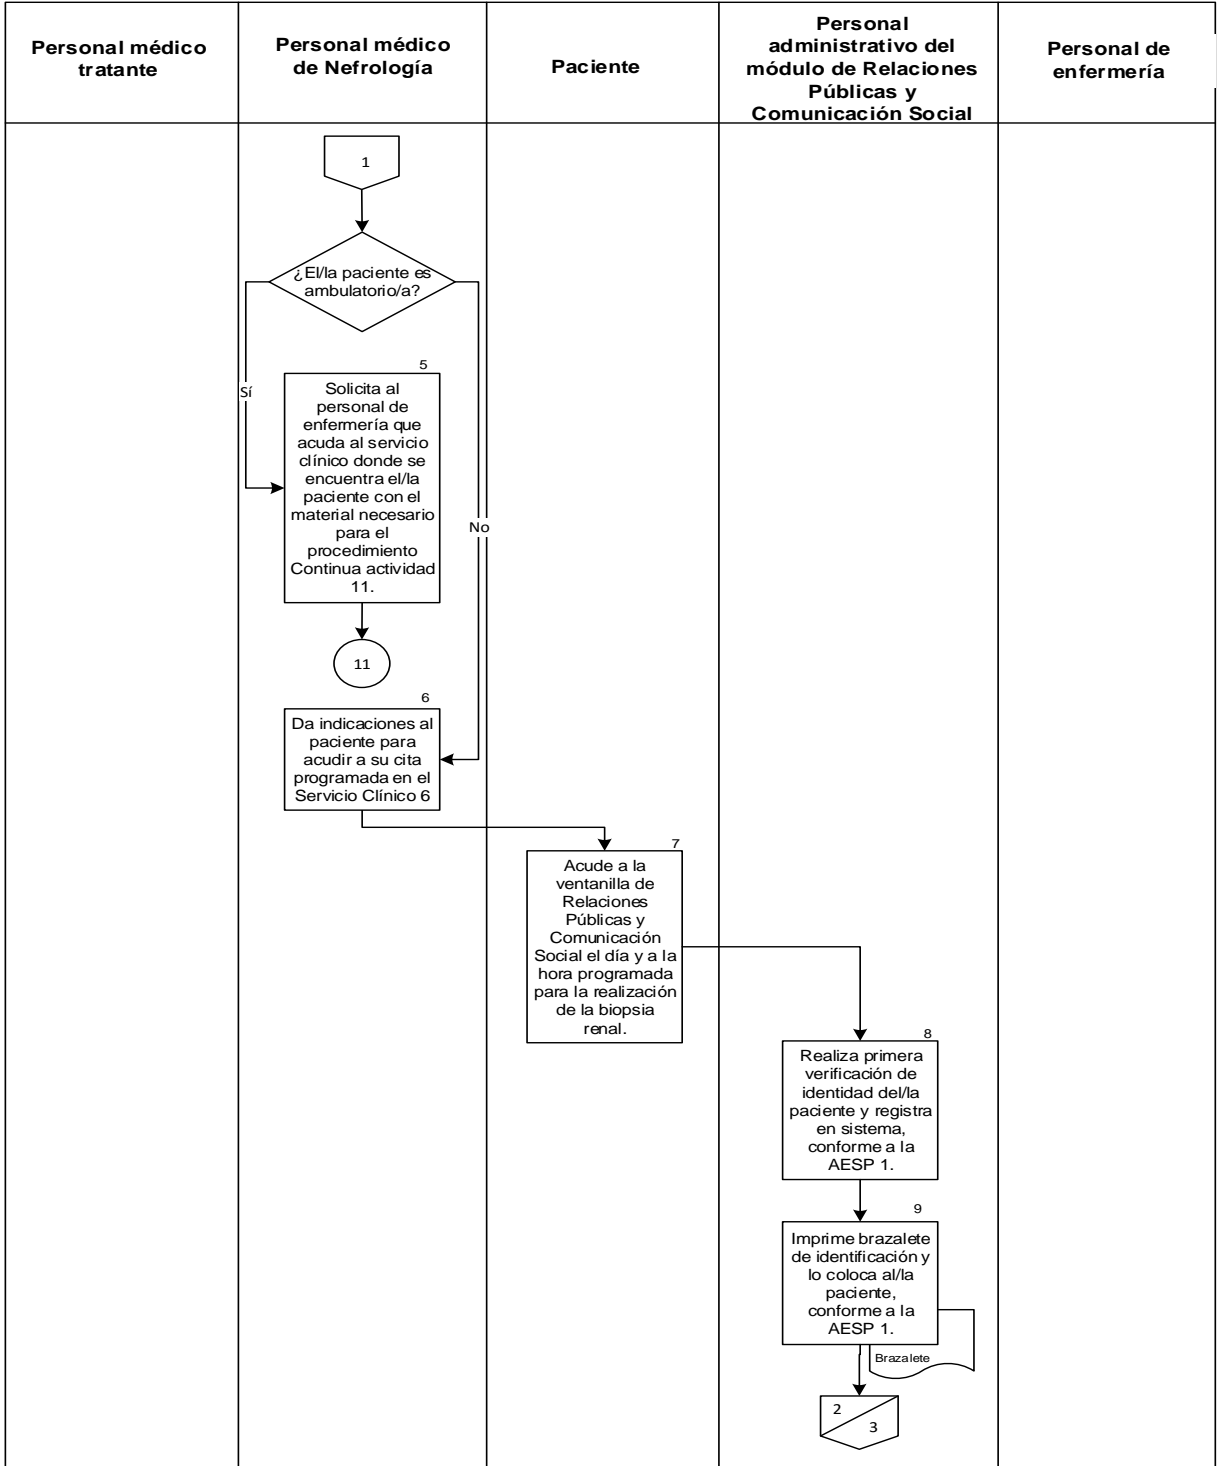 Personal médico
tratante
Personal médico
de Nefrología
Paciente
Personal
administrativo del
módulo de Relaciones
Públicas y
Comunicación Social
Personal de
enfermería
1
¿El/la paciente es
ambulatorio/a?
Sí
No
5
Solicita al
personal de
enfermería que
acuda al servicio
clínico donde se
encuentra el/la
paciente con el
material necesario
para el
procedimiento
Continua actividad
11.
11
6
Da indicaciones al
paciente para
acudir a su cita
programada en el
Servicio Clínico 6
7
Acude a la
ventanilla de
Relaciones
Públicas y
Comunicación
Social el día y a la
hora programada
para la realización
de la biopsia
renal.
8
Realiza primera
verificación de
identidad del/la
paciente y registra
en sistema,
conforme a la
AESP 1.
9
Imprime brazalete
de identificación y
lo coloca al/la
paciente,
conforme a la
AESP 1.
Brazalete
2
3